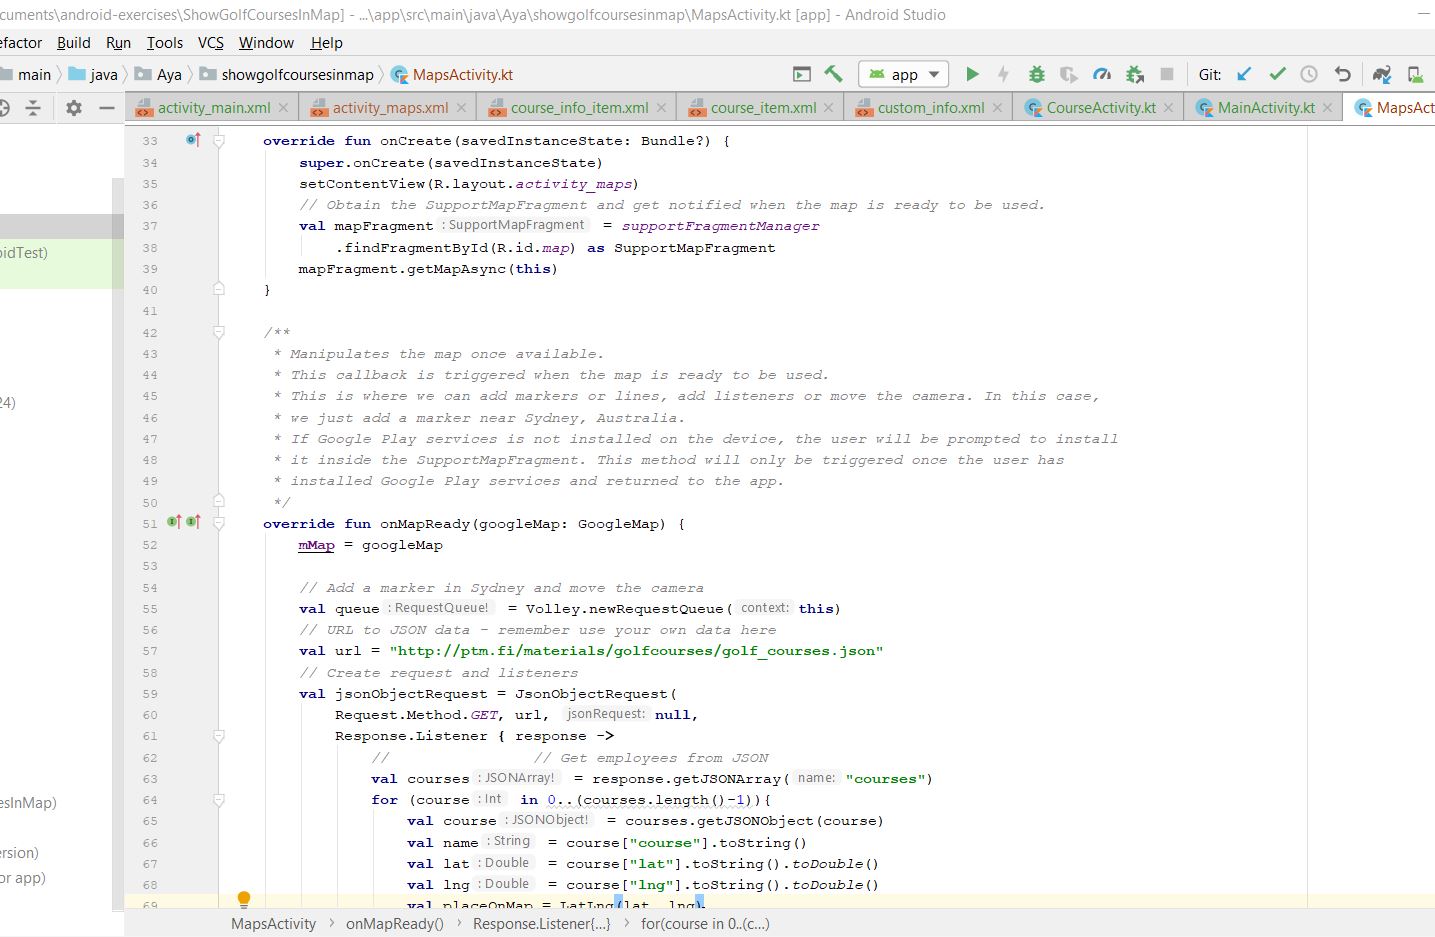 cuments\android-exercises\ShowGolfCoursesInMap] - ...\app\src\main\java\Aya\showgolfcoursesinmap\MapsActivity.kt [app] - Android Studio
efactor Build Run Tools VCS Window Help
main java Aya showgolfcoursesinmap MapsActivity.kt app Git:
activity_main.xml activity_maps.xml course_info_item.xml course_item.xml custom_info.xml CourseActivity.kt MainActivity.kt MapsAct
33 override fun onCreate(savedInstanceState: Bundle?) {
34 super.onCreate(savedInstanceState)
35 setContentView(R.layout.activity_maps)
36 // Obtain the SupportMapFragment and get notified when the map is ready to be used.
37 val mapFragment : SupportMapFragment = supportFragmentManager
38 .findFragmentById(R.id.map) as SupportMapFragment
39 mapFragment.getMapAsync(this)
40 }
41
42 /**
43 * Manipulates the map once available.
44 * This callback is triggered when the map is ready to be used.
45 * This is where we can add markers or lines, add listeners or move the camera. In this case,
46 * we just add a marker near Sydney, Australia.
47 * If Google Play services is not installed on the device, the user will be prompted to install
48 * it inside the SupportMapFragment. This method will only be triggered once the user has
49 * installed Google Play services and returned to the app.
50 */
51 override fun onMapReady(googleMap: GoogleMap) {
52 mMap = googleMap
53
54 // Add a marker in Sydney and move the camera
55 val queue : RequestQueue! = Volley.newRequestQueue( context: this)
56 // URL to JSON data - remember use your own data here
57 val url = "http://ptm.fi/materials/golfcourses/golf_courses.json"
58 // Create request and listeners
59 val jsonObjectRequest = JsonObjectRequest(
60 Request.Method.GET, url, jsonRequest: null,
61 Response.Listener { response ->
62 // // Get employees from JSON
63 val courses : JSONArray! = response.getJSONArray( name: "courses")
64 for (course : Int in 0..(courses.length()-1)){
65 val course : JSONObject! = courses.getJSONObject(course)
66 val name : String = course["course"].toString()
67 val lat : Double = course["lat"].toString().toDouble()
68 val lng : Double = course["lng"].toString().toDouble()
69 val placeOnMap = LatLng(lat, lng)
oidTest)
24)
esInMap)
ersion)
or app)
MapsActivity onMapReady() Response.Listener{...} for(course in 0..(c...)